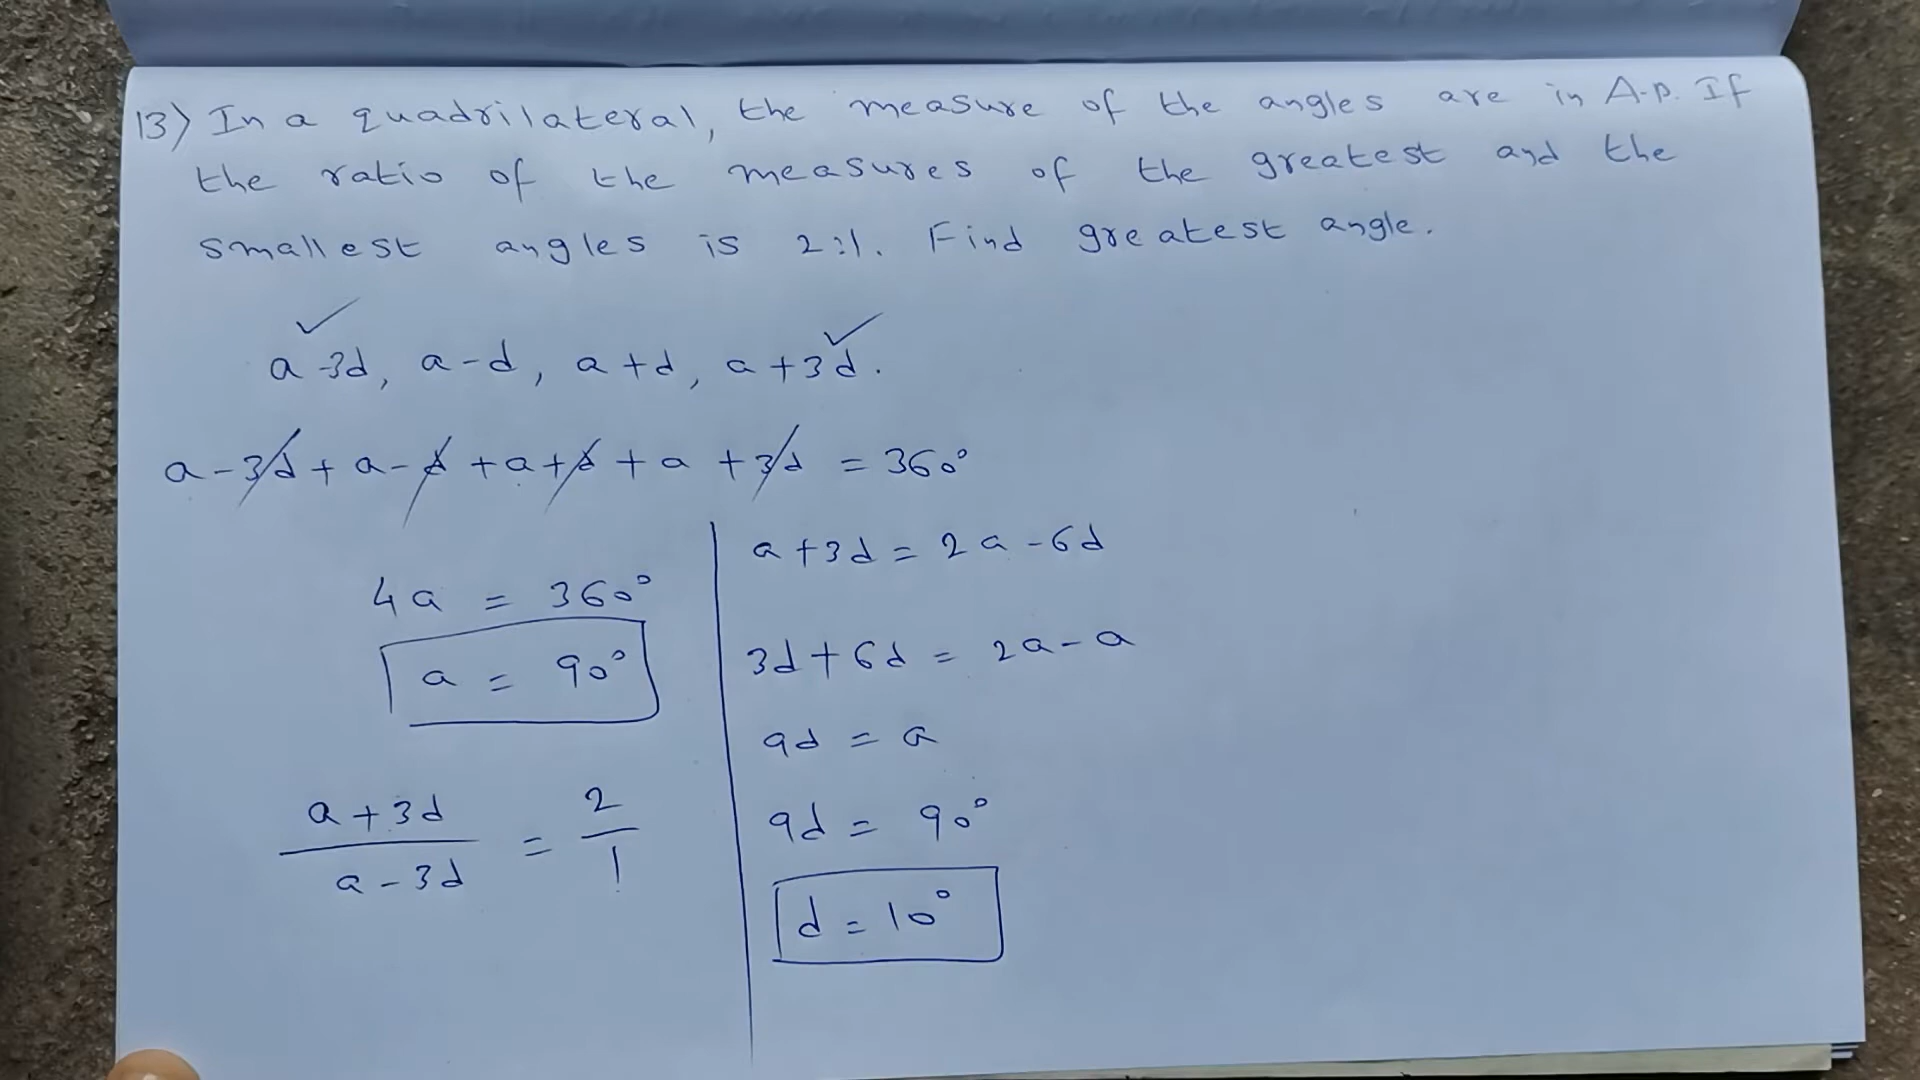 13) In a quadrilateral, the measure of the angles are in A.P. If
the ratio of the measures of the greatest and the
smallest angles is 2:1. Find greatest angle.
a-3d, a-d, a+d, a+3d.
a-3d+a-d+a+d+a+3d = 360°
4a = 360°
a = 90°
a+3d / a-3d = 2 / 1
a+3d = 2a-6d
3d+6d = 2a-a
9d = a
9d = 90°
d = 10°